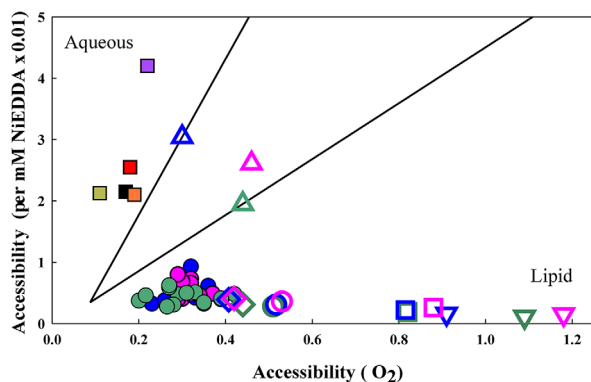 Accessibility (per mM NiEDDA x 0.01)
5
4
3
2
1
0
Aqueous
Lipid
0.0 0.2 0.4 0.6 0.8 1.0 1.2
Accessibility ( O2)